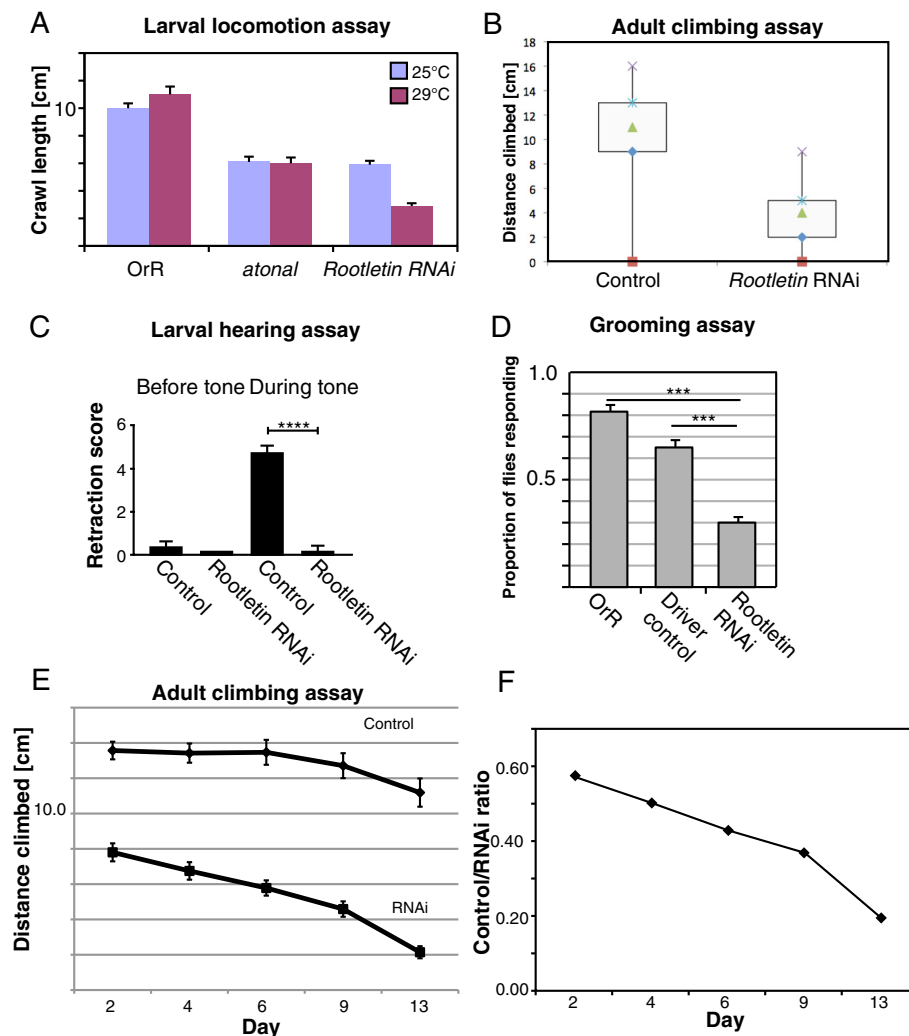 A
Larval locomotion assay
Crawl length [cm]
10
25°C
29°C
OrR
atonal
Rootletin RNAi
B
Adult climbing assay
Distance climbed [cm]
18
16
14
12
10
8
6
4
2
0
Control
Rootletin RNAi
C
Larval hearing assay
Before tone During tone
Retraction score
6
4
2
0
****
Control
Rootletin RNAi
Control
Rootletin RNAi
D
Grooming assay
Proportion of flies responding
1.0
0.5
***
***
OrR
Driver
control
Rootletin
RNAi
E
Adult climbing assay
Distance climbed [cm]
10.0
Control
RNAi
2 4 6 9 13
Day
F
Control/RNAi ratio
0.60
0.40
0.20
0.00
2 4 6 9 13
Day